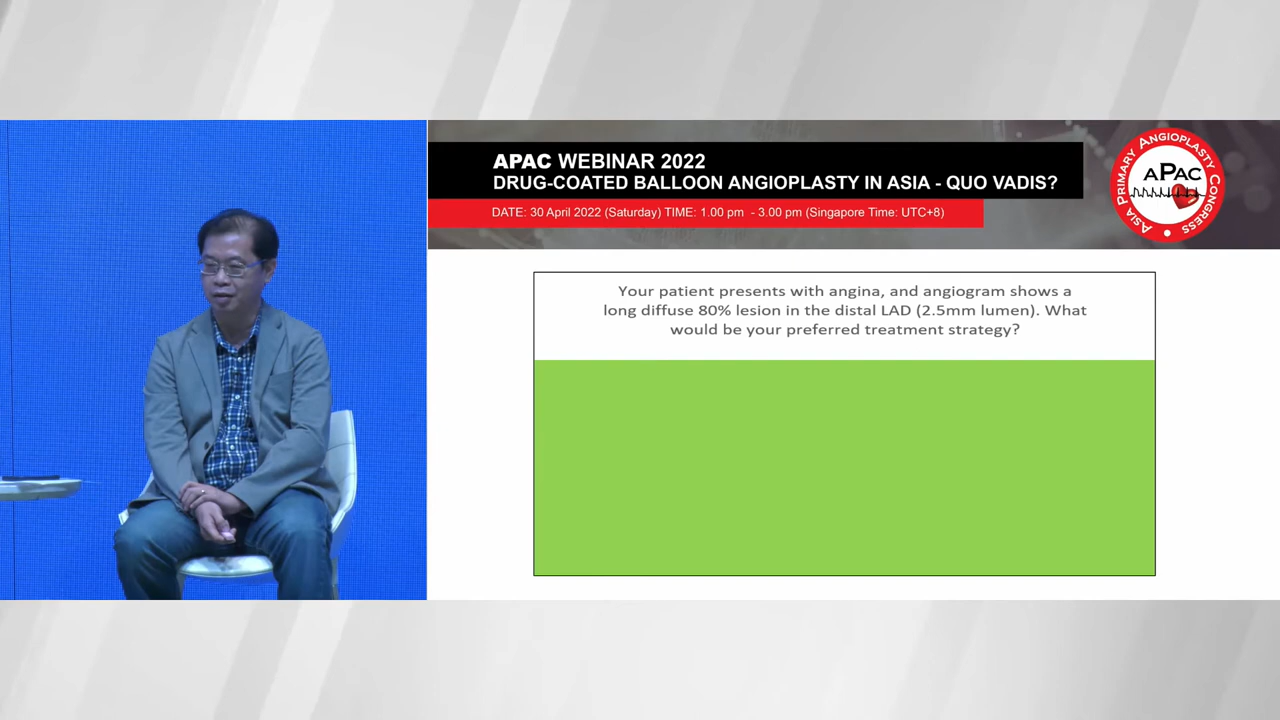 APAC WEBINAR 2022
DRUG-COATED BALLOON ANGIOPLASTY IN ASIA - QUO VADIS?
DATE: 30 April 2022 (Saturday) TIME: 1.00 pm - 3.00 pm (Singapore Time: UTC+8)
ASIA PRIMARY ANGIOPLASTY CONGRESS
aPAC
Your patient presents with angina, and angiogram shows a
long diffuse 80% lesion in the distal LAD (2.5mm lumen). What
would be your preferred treatment strategy?